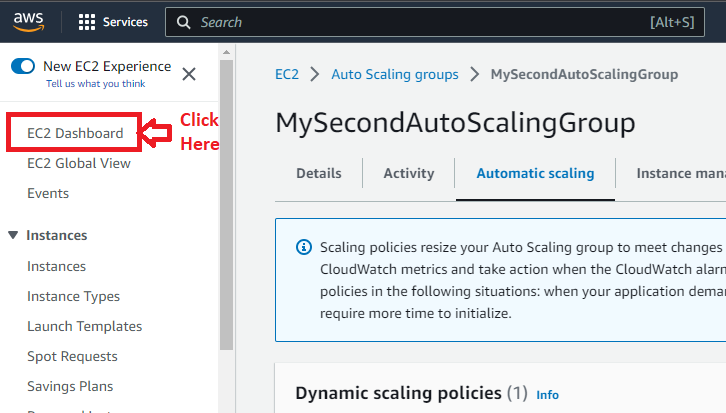 aws
Services
Search
[Alt+S]
New EC2 Experience
Tell us what you think
EC2 Dashboard
Click
Here
EC2 Global View
Events
Instances
Instances
Instance Types
Launch Templates
Spot Requests
Savings Plans
EC2 > Auto Scaling groups > MySecondAutoScalingGroup
MySecondAutoScalingGroup
Details
Activity
Automatic scaling
Instance
Scaling policies resize your Auto Scaling group to meet changes
CloudWatch metrics and take action when the CloudWatch
policies in the following situations: when your application
require more time to initialize.
Dynamic scaling policies (1) Info